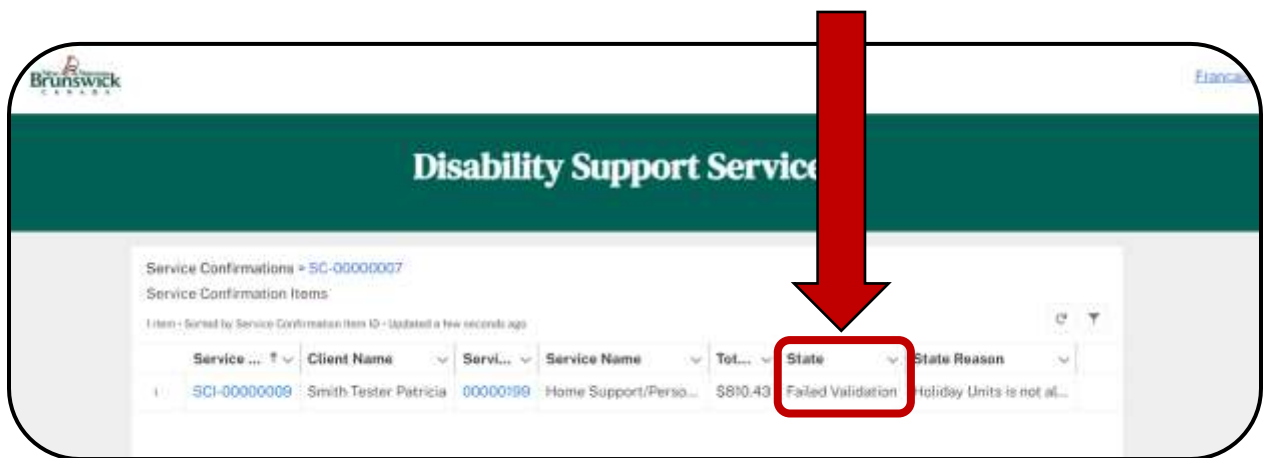 Brunswick
CANADA
Français
Disability Support Service
Service Confirmations > SC-00000007
Service Confirmation Items
1 item • Sorted by Service Confirmation Item ID • Updated a few seconds ago
Service ... Client Name Servi... Service Name Tot... State State Reason
1 SCI-00000009 Smith Tester Patricia 00000199 Home Support/Perso... $810.43 Failed Validation Holiday Units is not al...